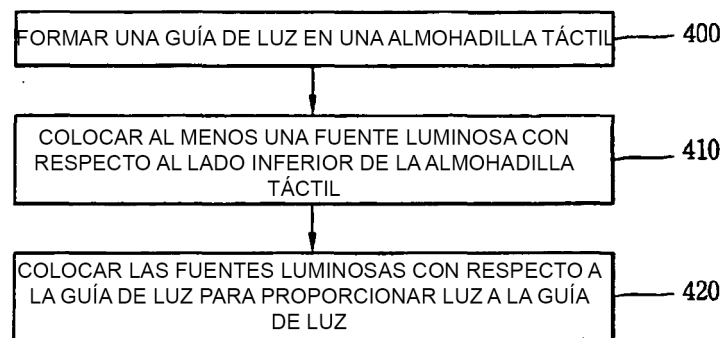 FORMAR UNA GUÍA DE LUZ EN UNA ALMOHADILLA TÁCTIL
400
COLOCAR AL MENOS UNA FUENTE LUMINOSA CON
RESPECTO AL LADO INFERIOR DE LA ALMOHADILLA
TÁCTIL
410
COLOCAR LAS FUENTES LUMINOSAS CON RESPECTO A
LA GUÍA DE LUZ PARA PROPORCIONAR LUZ A LA GUÍA
DE LUZ
420